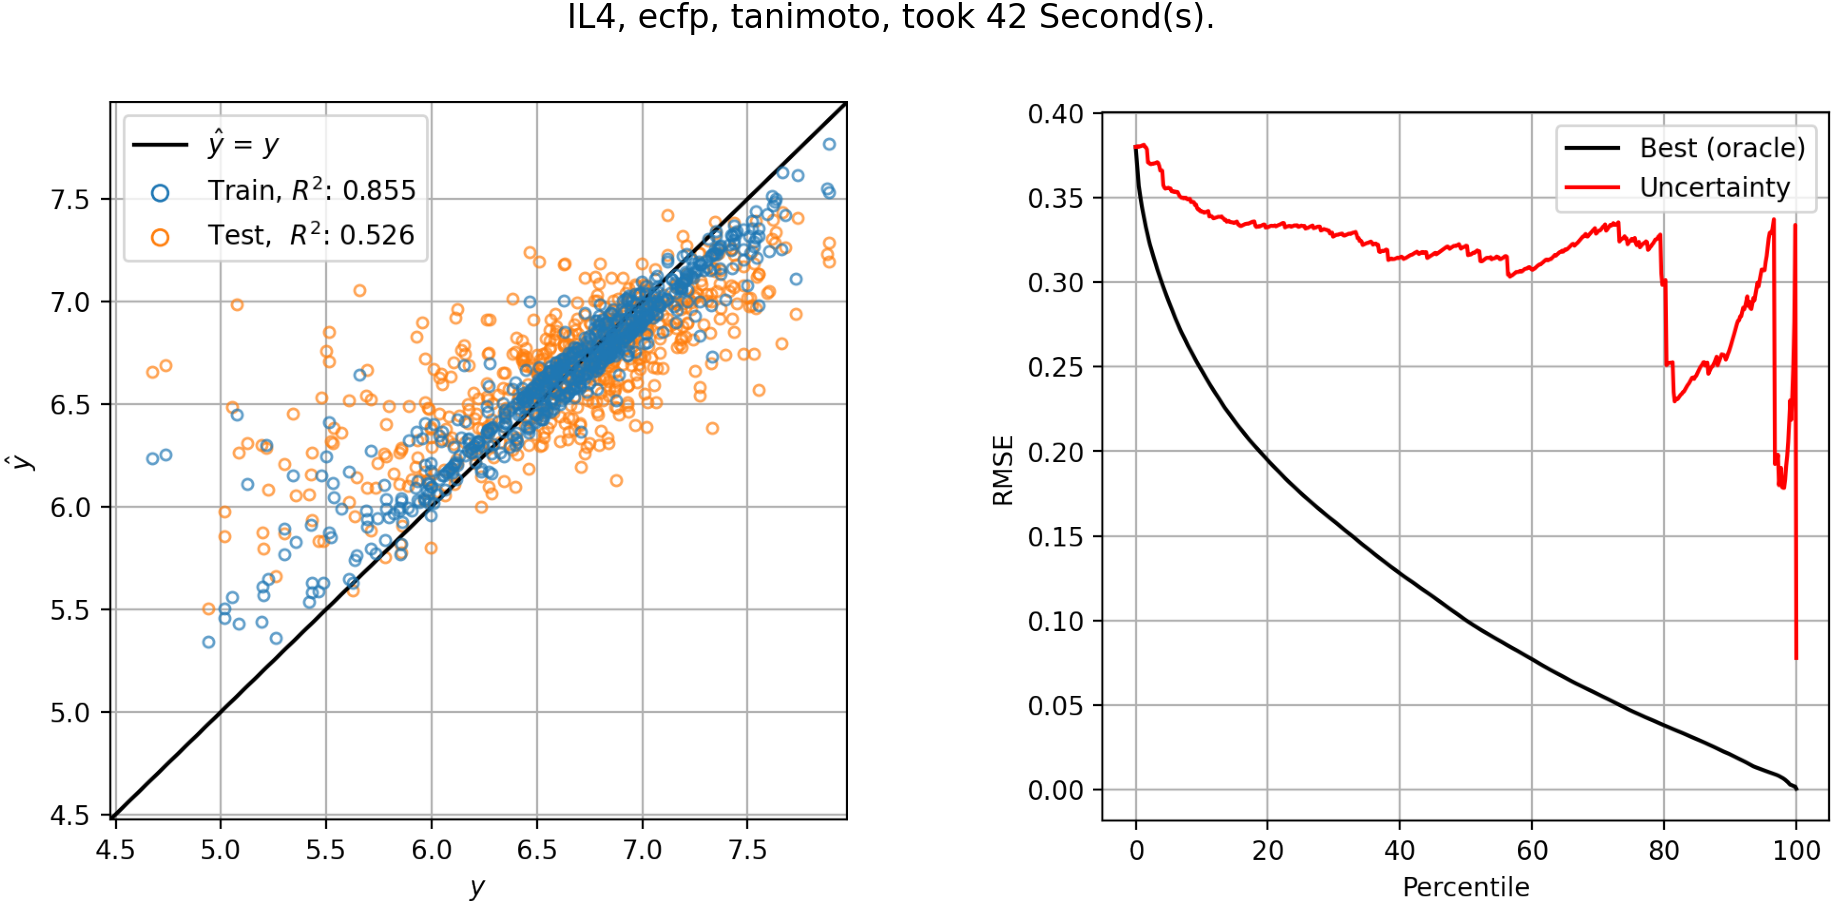 IL4, ecfp, tanimoto, took 42 Second(s).
ŷ = y
Train, R²: 0.855
Test, R²: 0.526
7.5
7.0
6.5
6.0
5.5
5.0
4.5
4.5 5.0 5.5 6.0 6.5 7.0 7.5
y
ŷ
Best (oracle)
Uncertainty
0.40
0.35
0.30
0.25
0.20
0.15
0.10
0.05
0.00
0 20 40 60 80 100
Percentile
RMSE